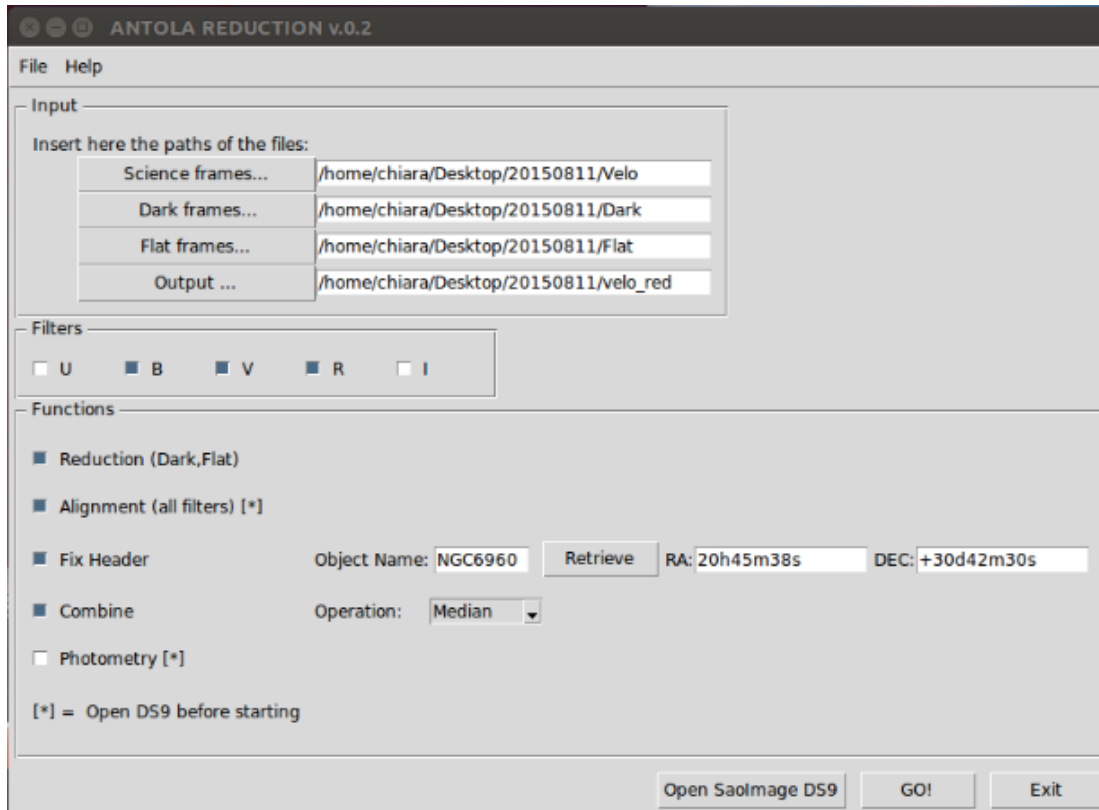 ANTOLA REDUCTION v.0.2
File Help
Input
Insert here the paths of the files:
Science frames... /home/chiara/Desktop/20150811/Velo
Dark frames... /home/chiara/Desktop/20150811/Dark
Flat frames... /home/chiara/Desktop/20150811/Flat
Output ... /home/chiara/Desktop/20150811/velo_red
Filters
U B V R I
Functions
Reduction (Dark,Flat)
Alignment (all filters) [*]
Fix Header Object Name: NGC6960 Retrieve RA: 20h45m38s DEC: +30d42m30s
Combine Operation: Median
Photometry [*]
[*] = Open DS9 before starting
Open SaoImage DS9 GO! Exit